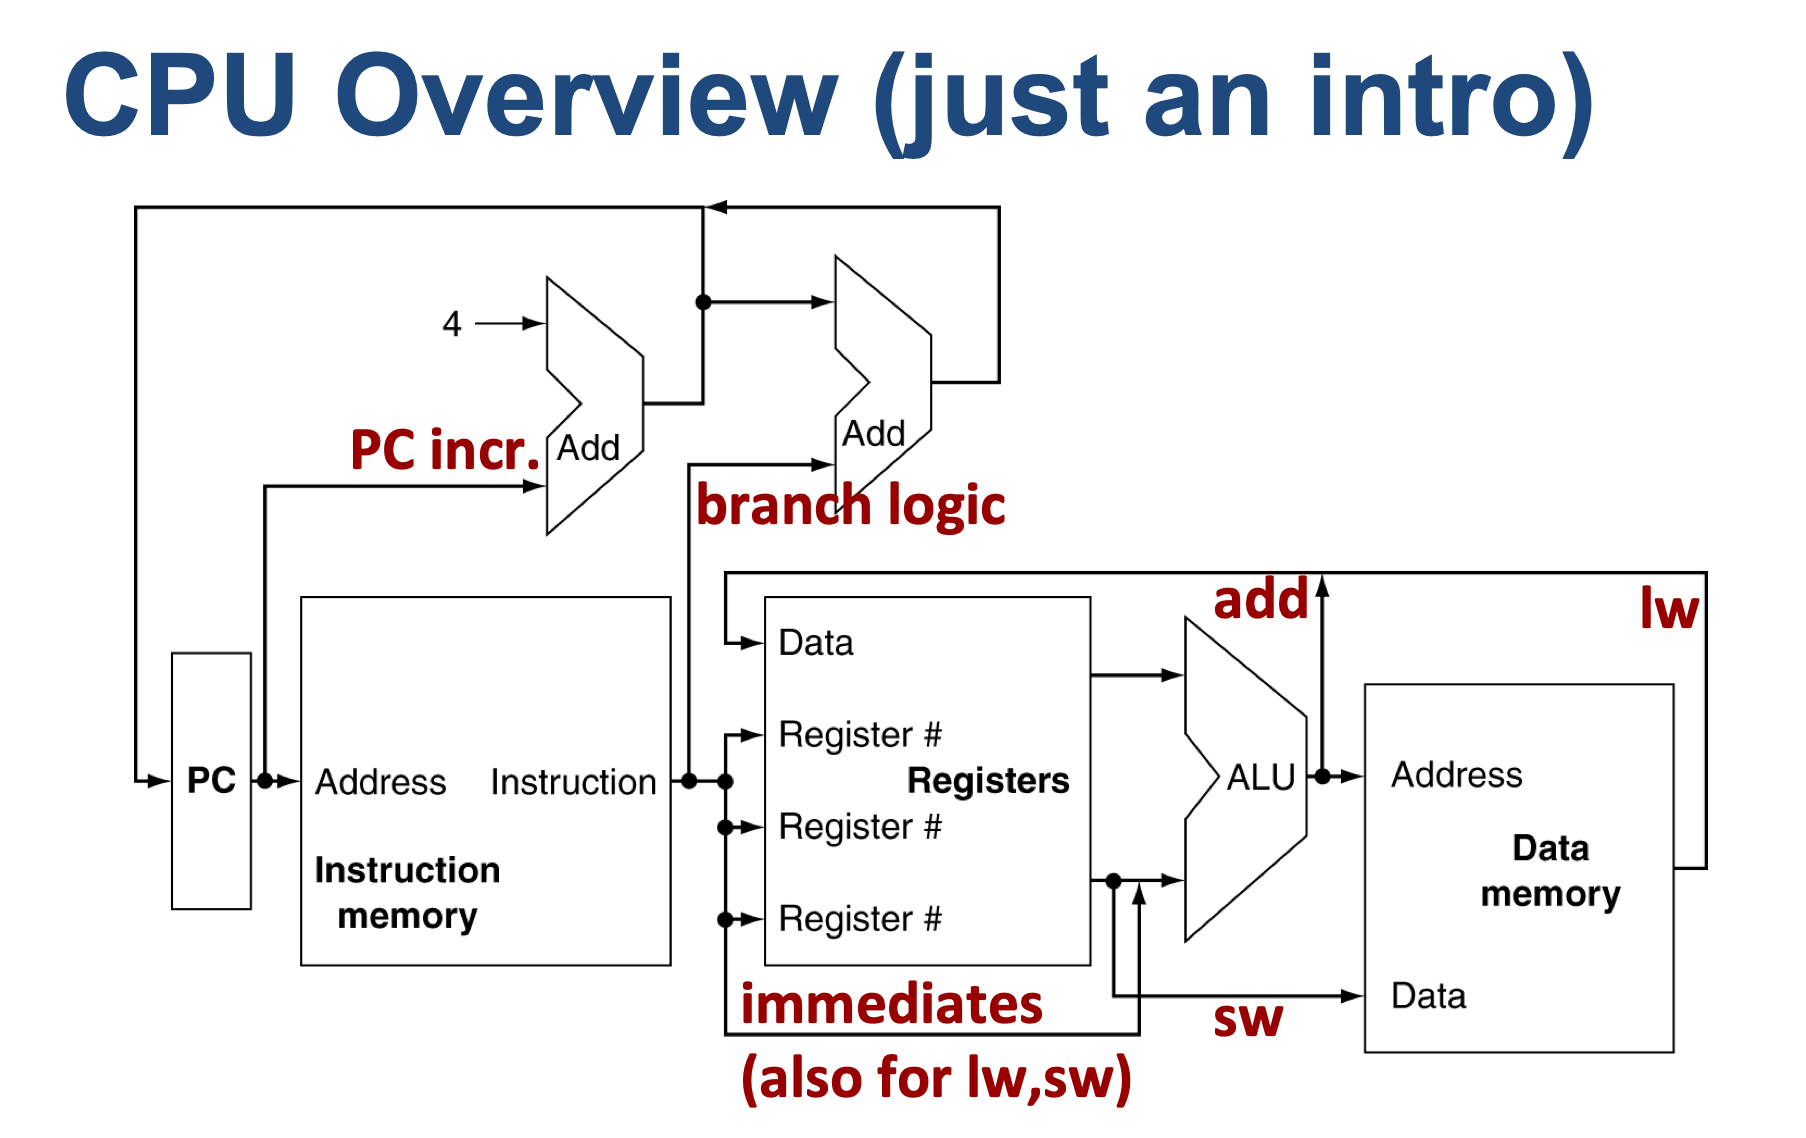 CPU Overview (just an intro)
4
PC incr.
Add
Add
branch logic
add
lw
Data
Register #
PC
Address
Instruction
Registers
ALU
Address
Register #
Instruction
memory
Data
memory
Register #
Data
immediates
sw
(also for lw,sw)